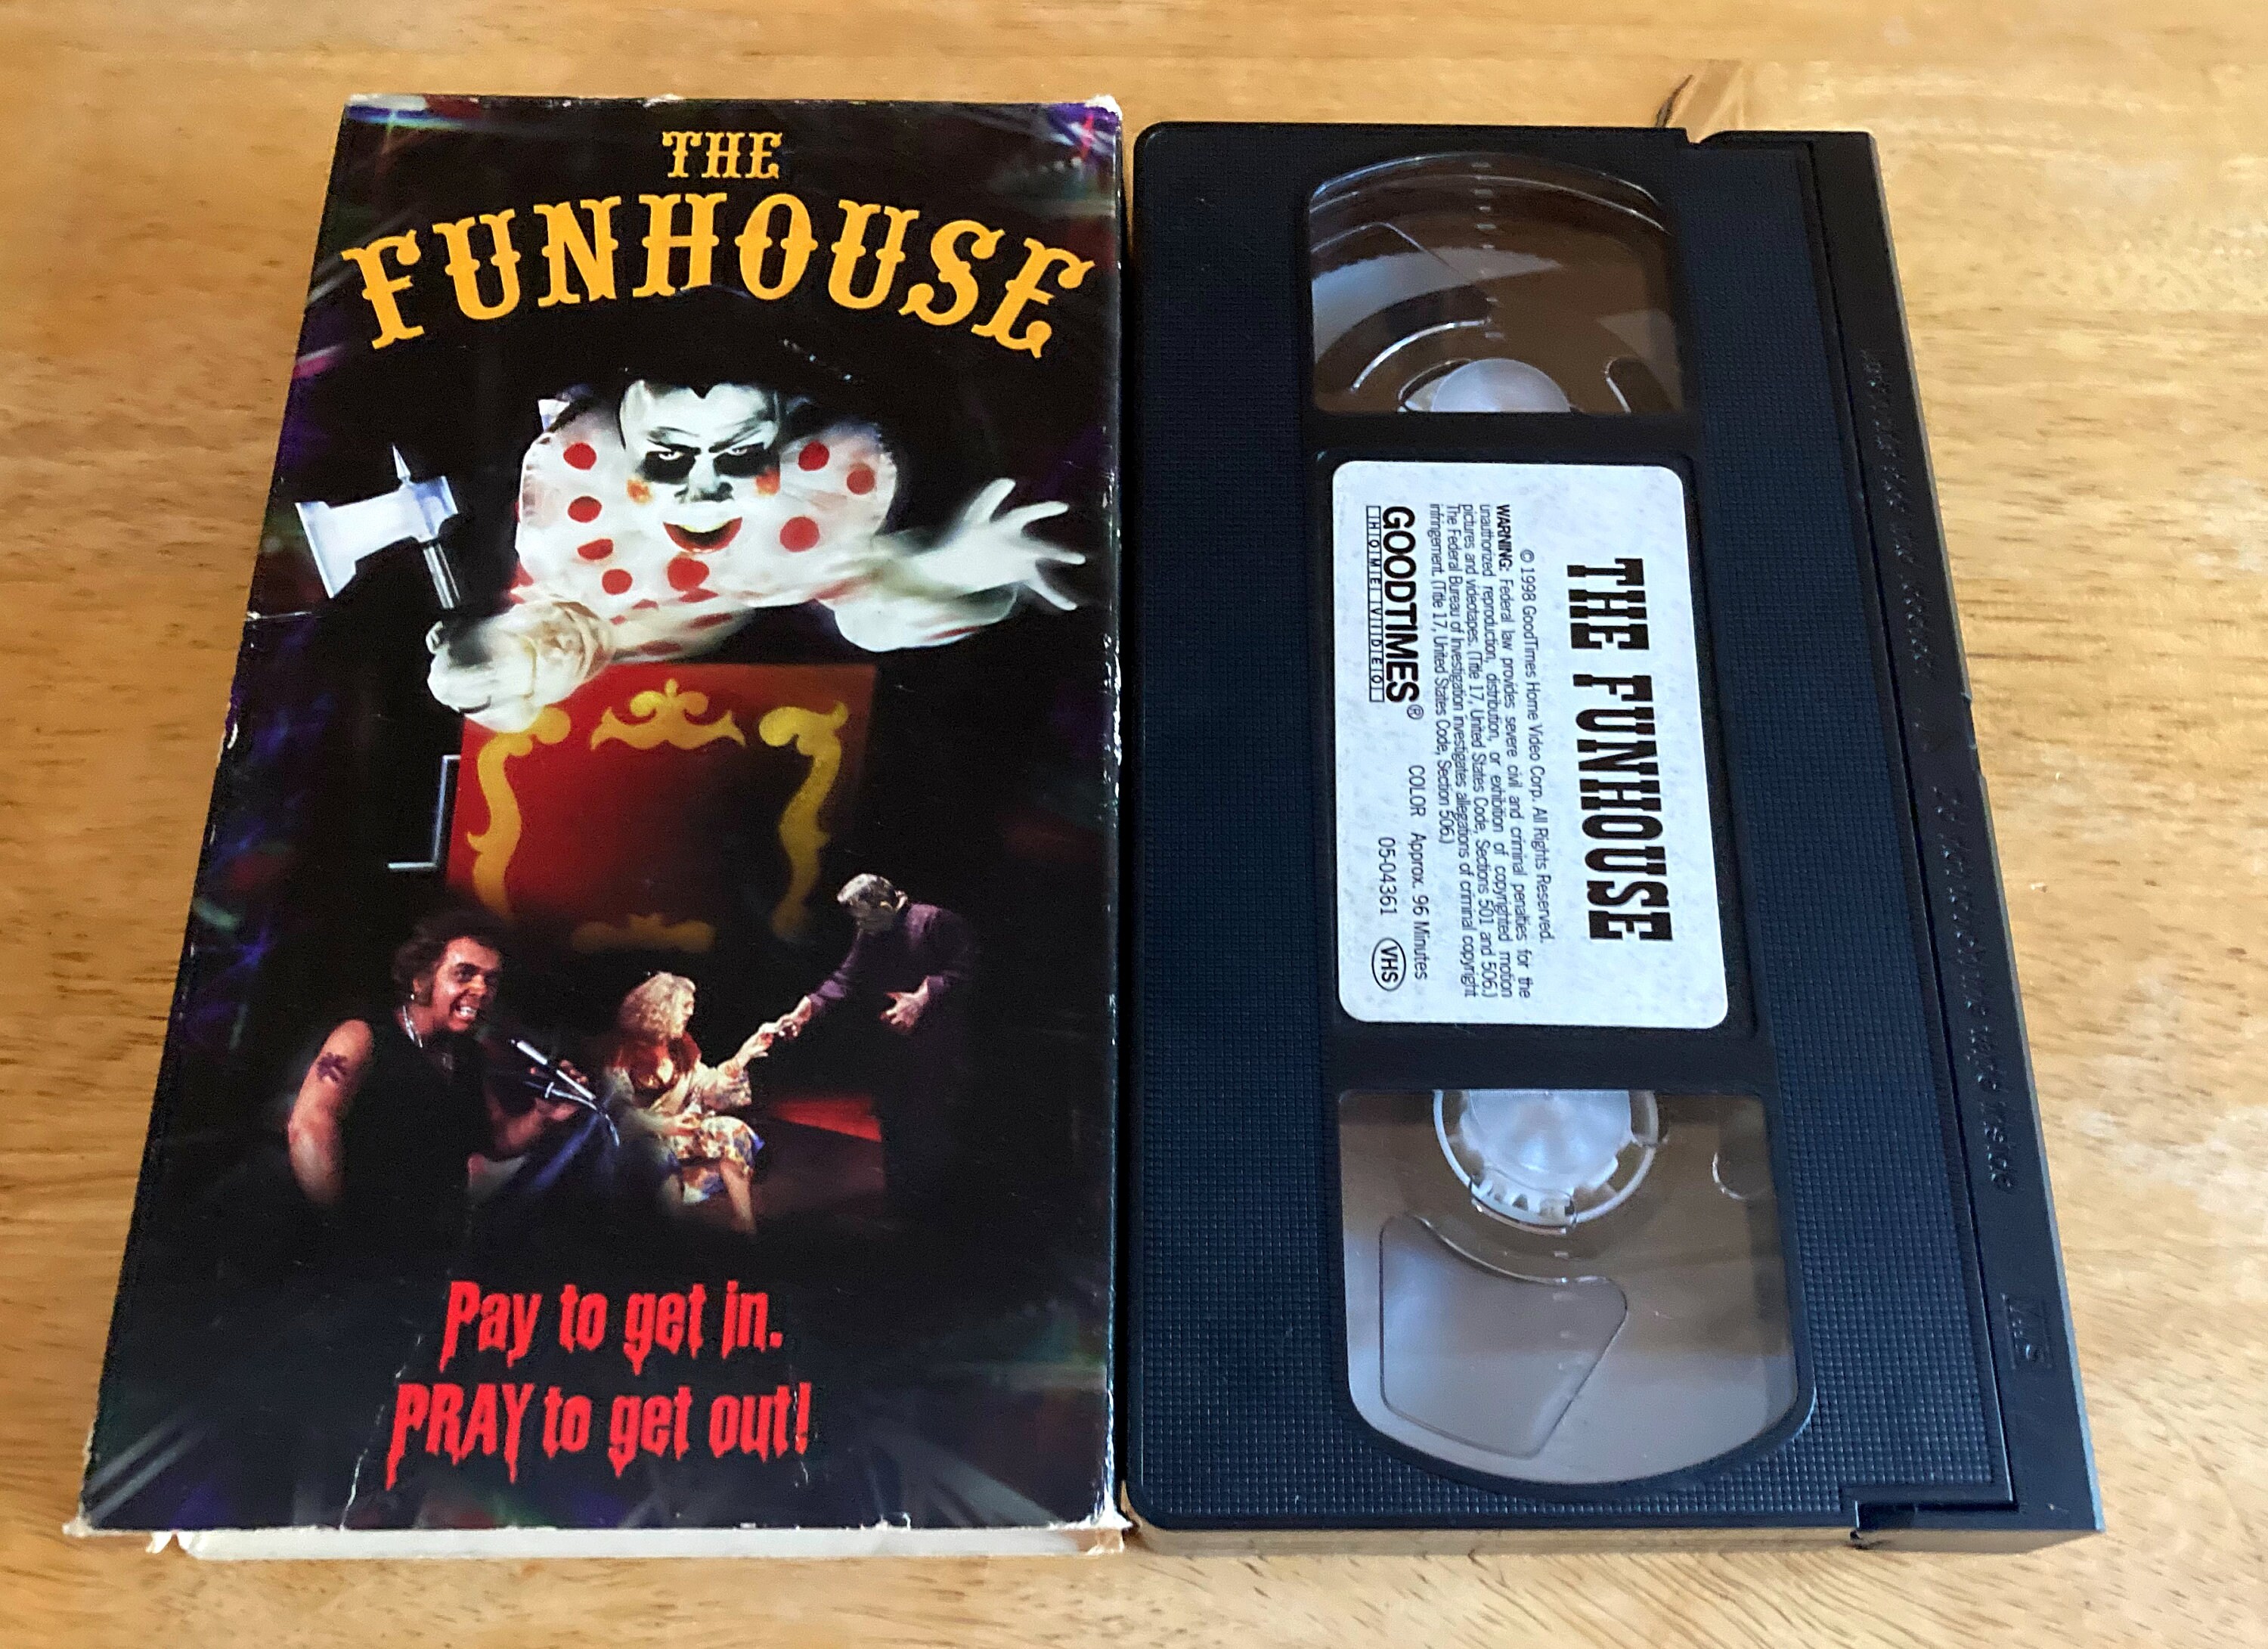 THE
FUNHOUSE
Pay to get in.
PRAY to get out!
THE FUNHOUSE
© 1998 GoodTimes Home Video Corp. All Rights Reserved.
WARNING: Federal law provides severe civil and criminal penalties for the
unauthorized reproduction, distribution, or exhibition of copyrighted motion
pictures and videotapes. (Title 17, United States Code, Sections 501 and 506.)
The Federal Bureau of Investigation investigates allegations of criminal copyright
infringement. (Title 17, United States Code, Section 506.)
GOODTIMES®
HOME VIDEO
COLOR Approx. 96 Minutes
05-04361 VHS
VHS